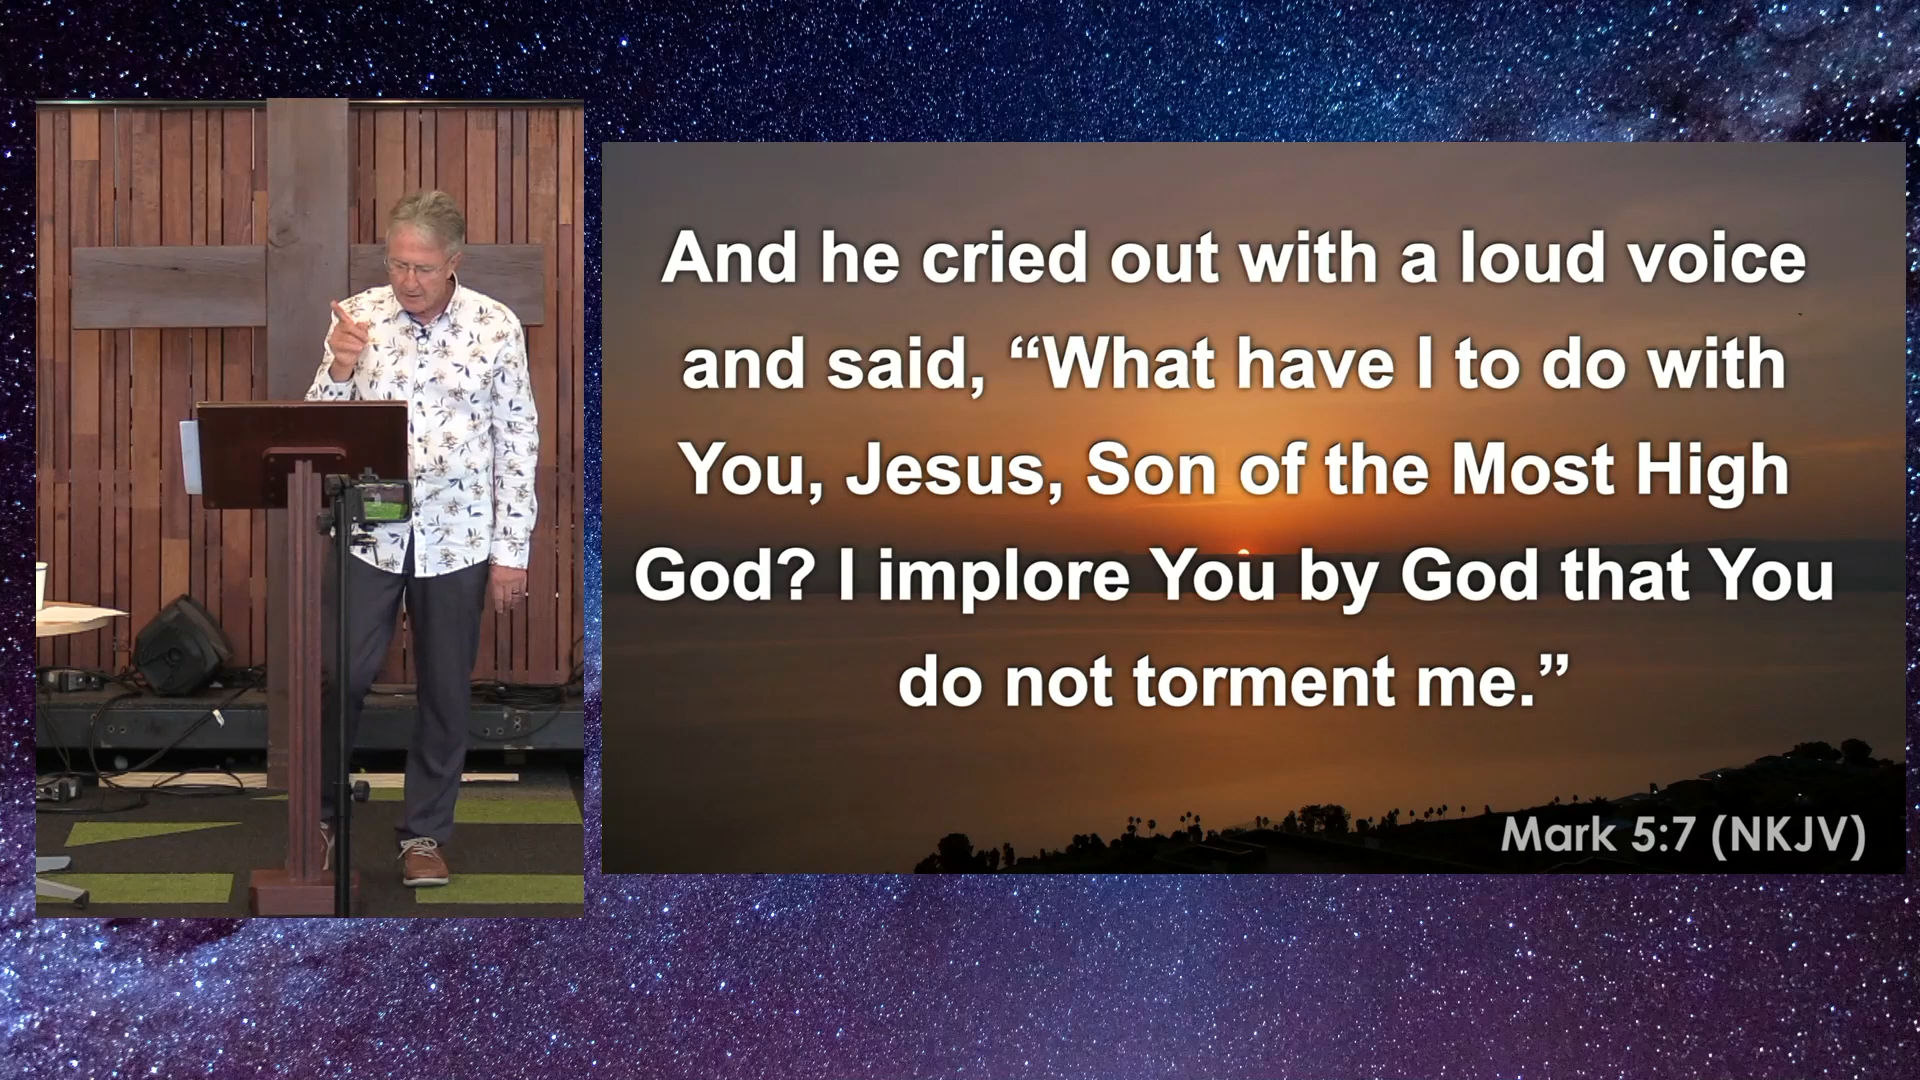 And he cried out with a loud voice
and said, “What have I to do with
You, Jesus, Son of the Most High
God? I implore You by God that You
do not torment me.”
Mark 5:7 (NKJV)